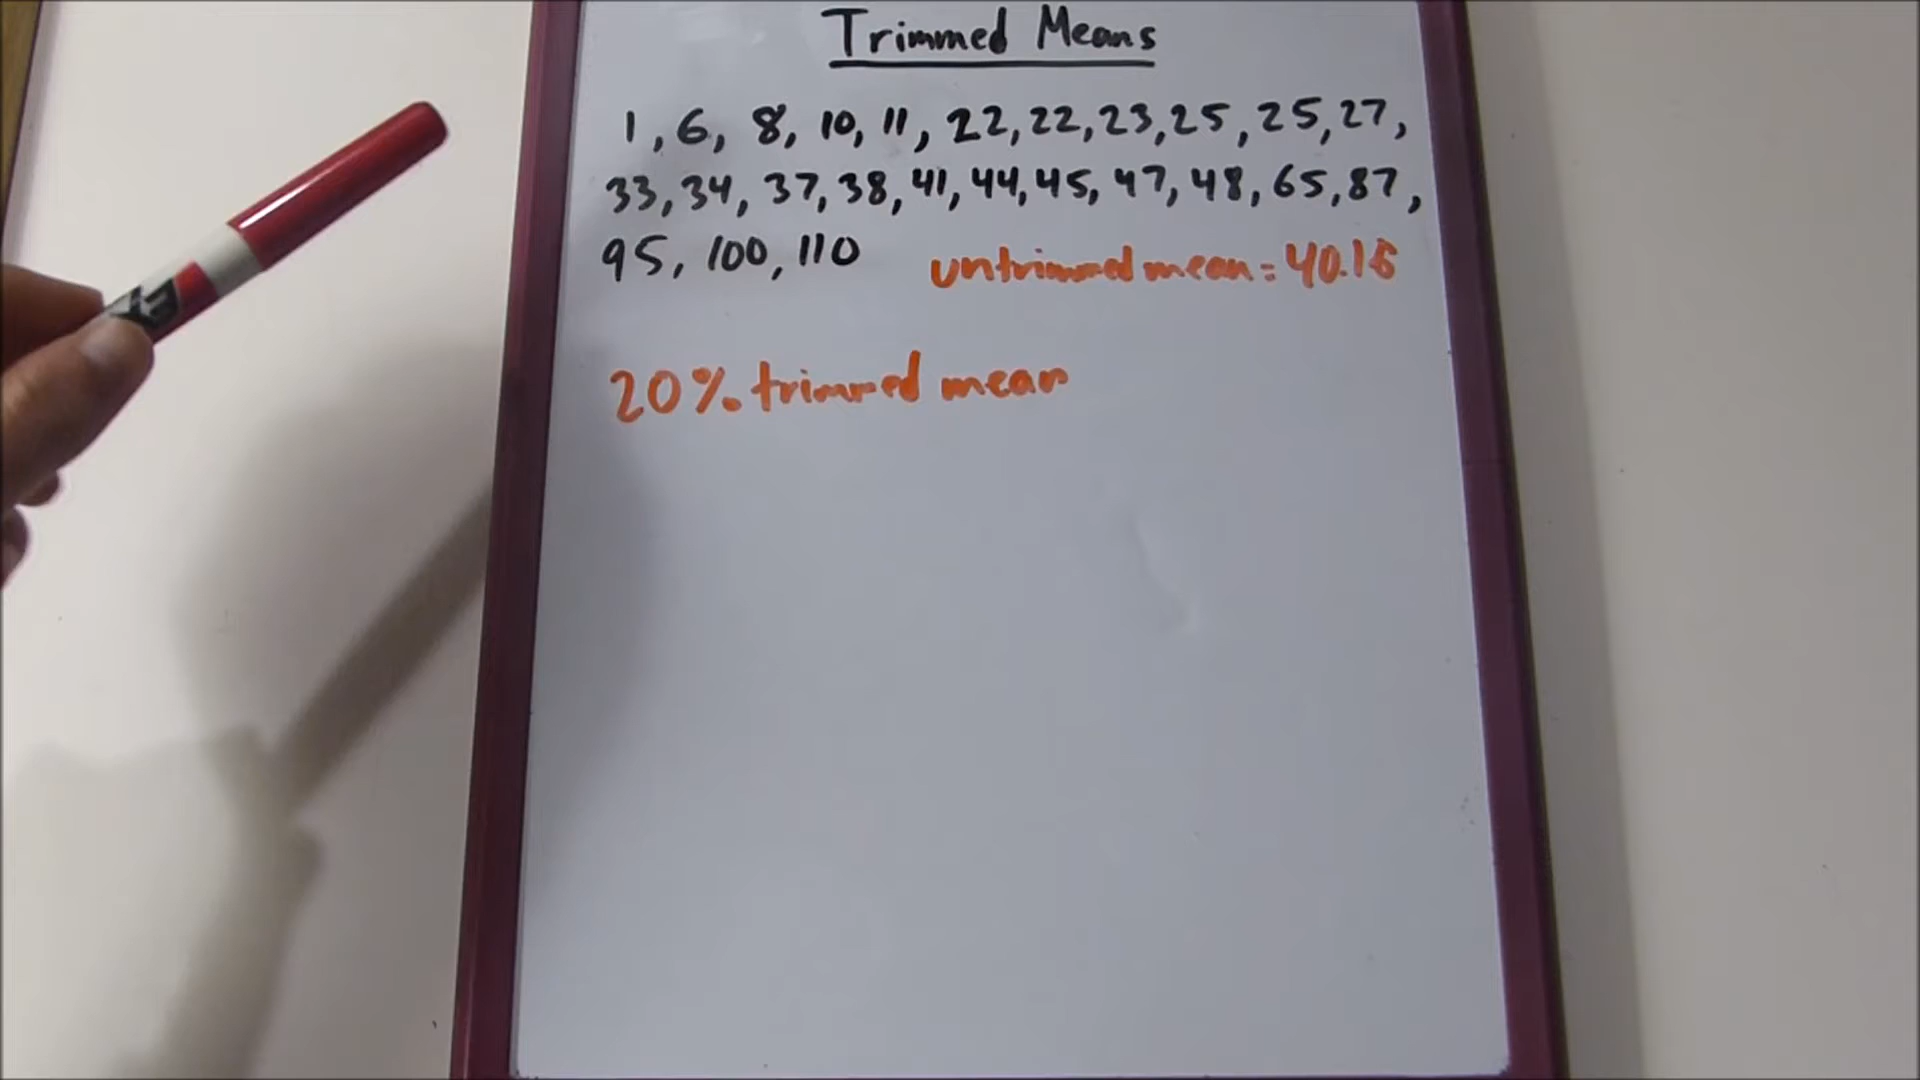 Trimmed Means
1, 6, 8, 10, 11, 22, 22, 23, 25, 25, 27,
33, 34, 37, 38, 41, 44, 45, 47, 48, 65, 87,
95, 100, 110
untrimmed mean = 40.16
20% trimmed mean